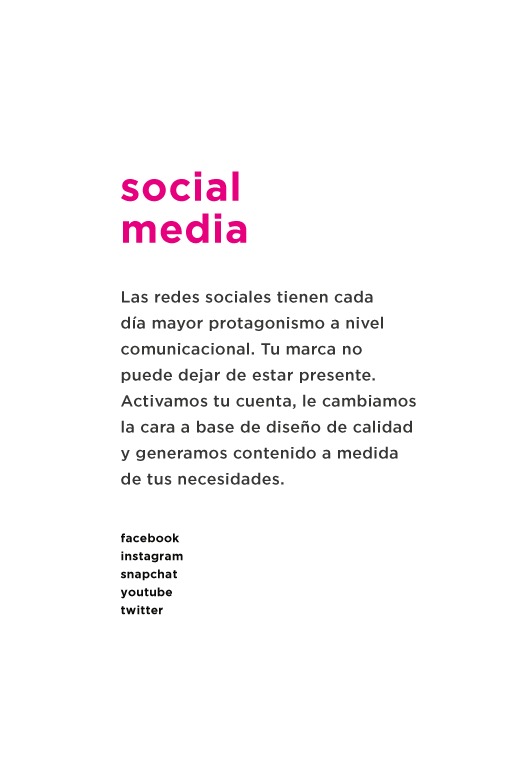 social
media
Las redes sociales tienen cada
día mayor protagonismo a nivel
comunicacional. Tu marca no
puede dejar de estar presente.
Activamos tu cuenta, le cambiamos
la cara a base de diseño de calidad
y generamos contenido a medida
de tus necesidades.
facebook
instagram
snapchat
youtube
twitter